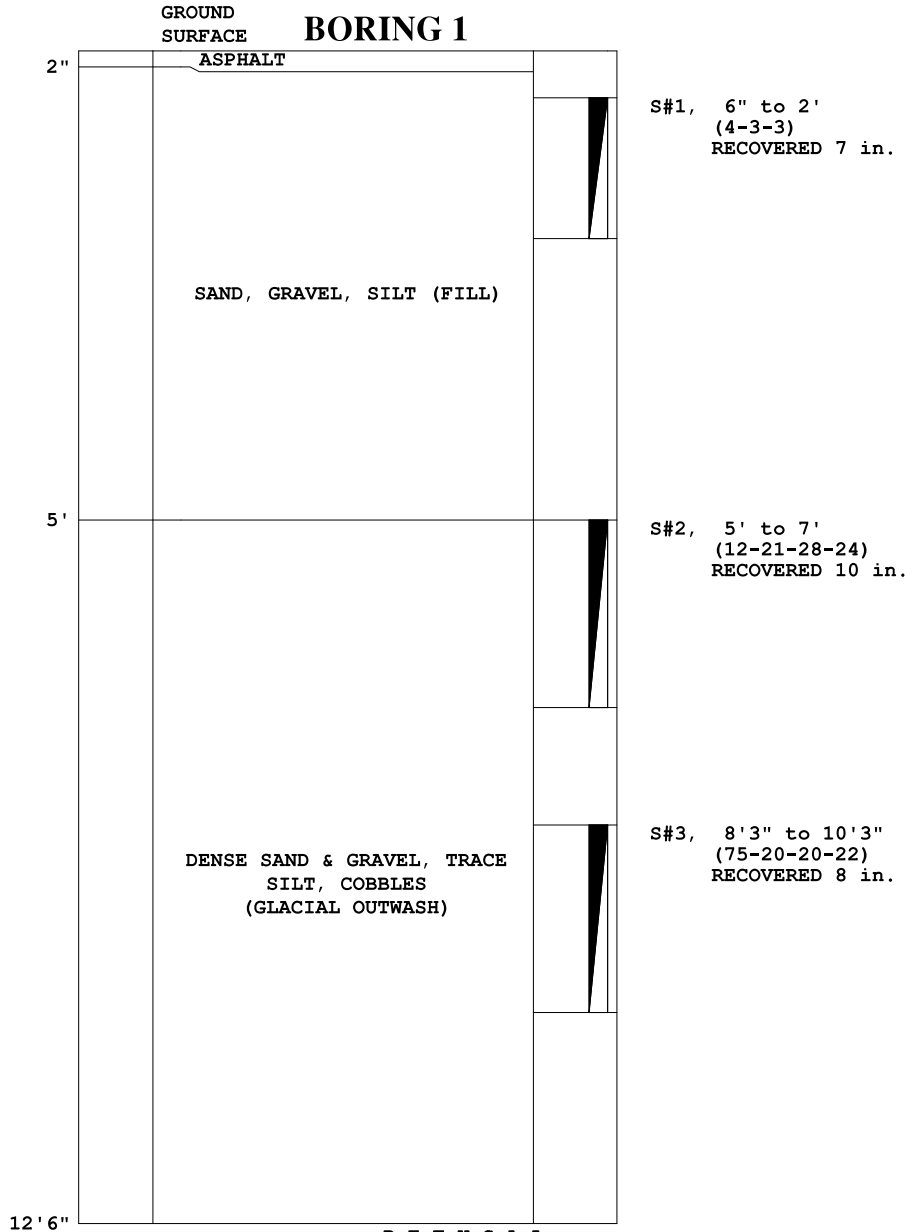 GROUND
SURFACE
BORING 1
2"
ASPHALT
S#1, 6" to 2'
(4-3-3)
RECOVERED 7 in.
SAND, GRAVEL, SILT (FILL)
5'
S#2, 5' to 7'
(12-21-28-24)
RECOVERED 10 in.
S#3, 8'3" to 10'3"
(75-20-20-22)
RECOVERED 8 in.
DENSE SAND & GRAVEL, TRACE
SILT, COBBLES
(GLACIAL OUTWASH)
12'6"